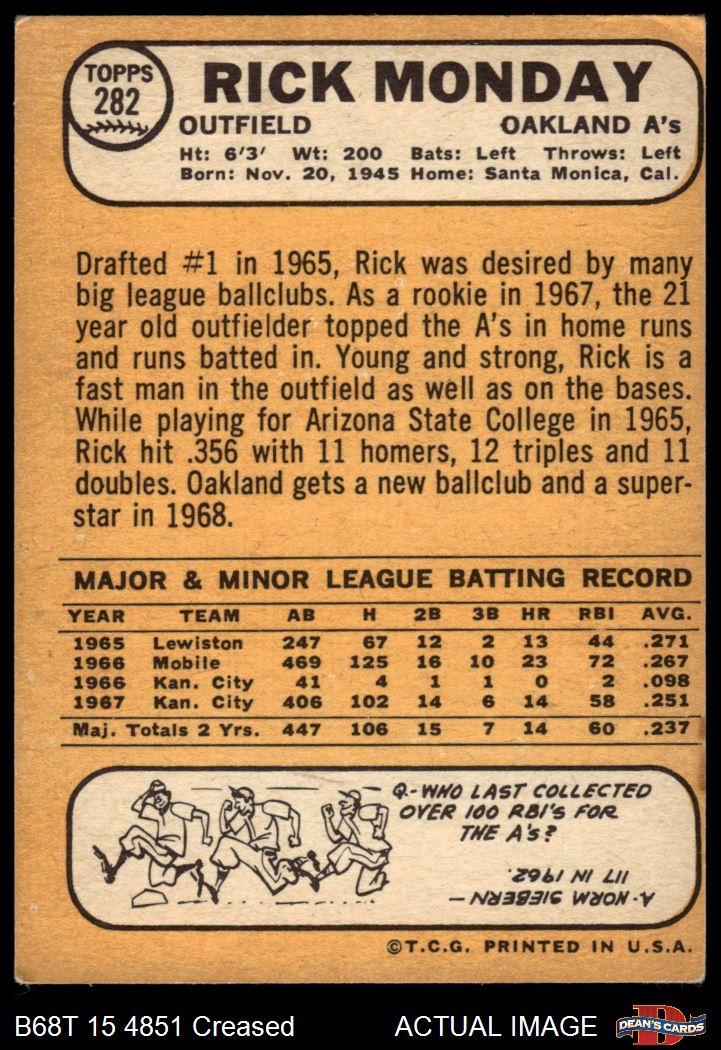 TOPPS
282
RICK MONDAY
OUTFIELD OAKLAND A's
Ht: 6'3' Wt: 200 Bats: Left Throws: Left
Born: Nov. 20, 1945 Home: Santa Monica, Cal.
Drafted #1 in 1965, Rick was desired by many
big league ballclubs. As a rookie in 1967, the 21
year old outfielder topped the A's in home runs
and runs batted in. Young and strong, Rick is a
fast man in the outfield as well as on the bases.
While playing for Arizona State College in 1965,
Rick hit .356 with 11 homers, 12 triples and 11
doubles. Oakland gets a new ballclub and a super-
star in 1968.
MAJOR & MINOR LEAGUE BATTING RECORD
YEAR TEAM AB H 2B 3B HR RBI AVG.
1965 Lewiston 247 67 12 2 13 44 .271
1966 Mobile 469 125 16 10 23 72 .267
1966 Kan. City 41 4 1 1 0 2 .098
1967 Kan. City 406 102 14 6 14 58 .251
Maj. Totals 2 Yrs. 447 106 15 7 14 60 .237
Q-WHO LAST COLLECTED
OVER 100 RBI'S FOR
THE A's?
A-NORM SIEBERN—
117 IN 1962.
©T.C.G. PRINTED IN U.S.A.
B68T 15 4851 Creased ACTUAL IMAGE
D
DEAN'S CARDS